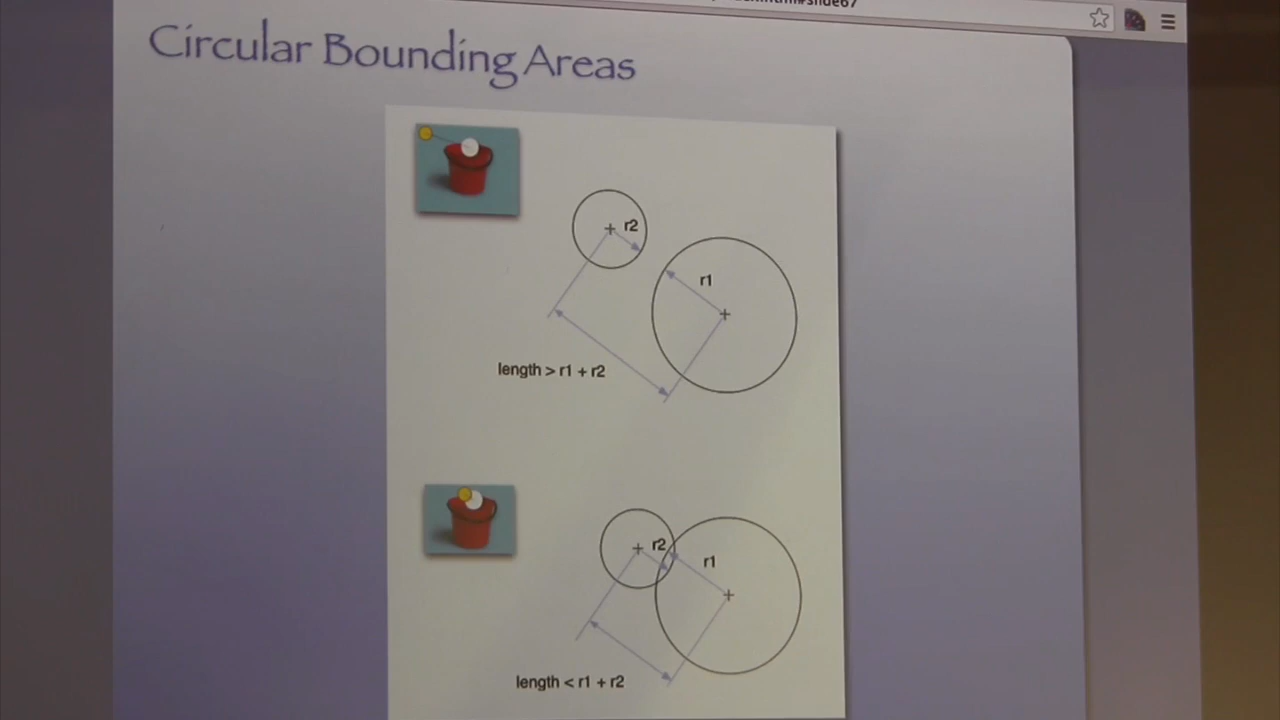 Circular Bounding Areas
r2
r1
length > r1 + r2
r2
r1
length < r1 + r2